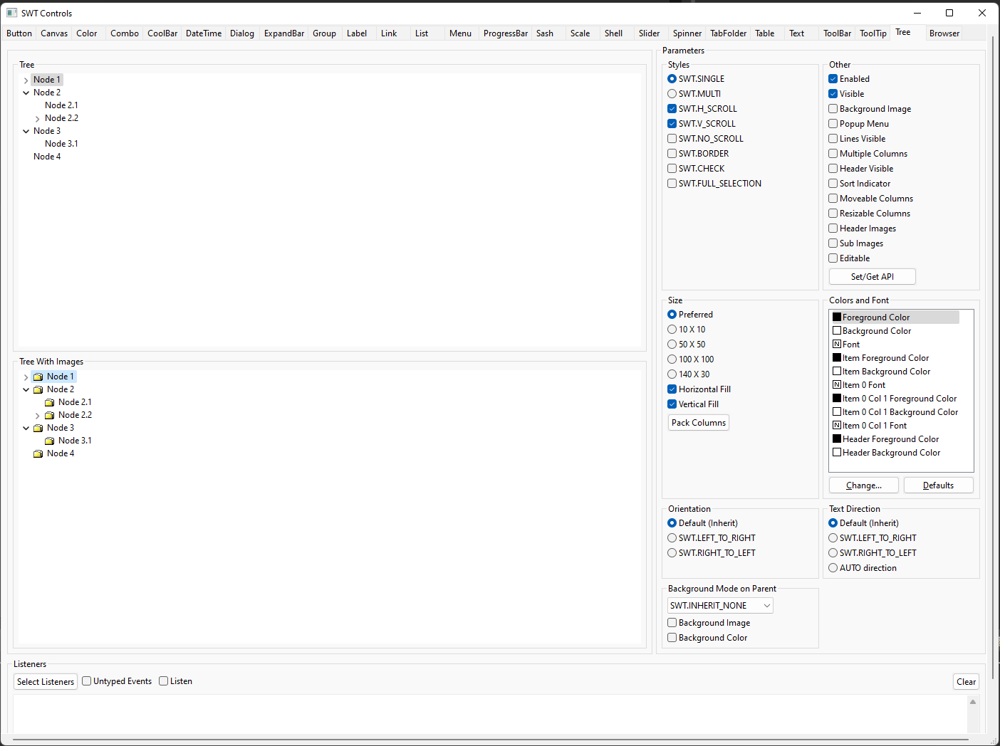 SWT Controls
Button Canvas Color Combo CoolBar DateTime Dialog ExpandBar Group Label Link List Menu ProgressBar Sash Scale Shell Slider Spinner TabFolder Table Text ToolBar ToolTip Tree Browser
Tree
Node 1
Node 2
Node 2.1
Node 2.2
Node 3
Node 3.1
Node 4
Tree With Images
Node 1
Node 2
Node 2.1
Node 2.2
Node 3
Node 3.1
Node 4
Parameters
Styles
SWT.SINGLE
SWT.MULTI
SWT.H_SCROLL
SWT.V_SCROLL
SWT.NO_SCROLL
SWT.BORDER
SWT.CHECK
SWT.FULL_SELECTION
Other
Enabled
Visible
Background Image
Popup Menu
Lines Visible
Multiple Columns
Header Visible
Sort Indicator
Moveable Columns
Resizable Columns
Header Images
Sub Images
Editable
Set/Get API
Size
Preferred
10 X 10
50 X 50
100 X 100
140 X 30
Horizontal Fill
Vertical Fill
Pack Columns
Colors and Font
Foreground Color
Background Color
N Font
Item Foreground Color
Item Background Color
N Item 0 Font
Item 0 Col 1 Foreground Color
Item 0 Col 1 Background Color
N Item 0 Col 1 Font
Header Foreground Color
Header Background Color
Change... Defaults
Orientation
Default (Inherit)
SWT.LEFT_TO_RIGHT
SWT.RIGHT_TO_LEFT
Text Direction
Default (Inherit)
SWT.LEFT_TO_RIGHT
SWT.RIGHT_TO_LEFT
AUTO direction
Background Mode on Parent
SWT.INHERIT_NONE
Background Image
Background Color
Listeners
Select Listeners Untyped Events Listen Clear